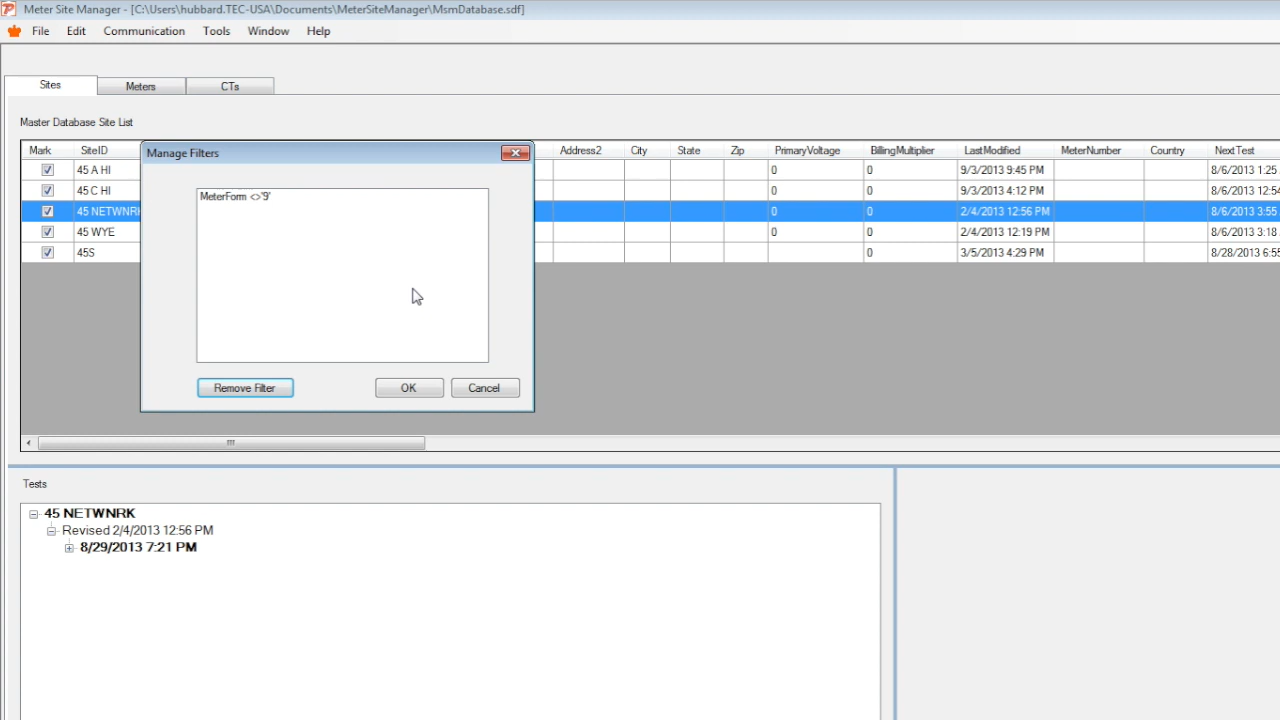 Meter Site Manager - [C:\Users\hubbard.TEC-USA\Documents\MeterSiteManager\MsmDatabase.sdf]
File Edit Communication Tools Window Help
Sites Meters CTs
Master Database Site List
Mark SiteID Address2 City State Zip PrimaryVoltage BillingMultiplier LastModified MeterNumber Country NextTest
45 A HI 0 0 9/3/2013 9:45 PM 8/6/2013 1:25
45 C HI 0 0 9/3/2013 4:12 PM 8/6/2013 12:54
45 NETWNRK 0 0 2/4/2013 12:56 PM 8/6/2013 3:55
45 WYE 0 0 2/4/2013 12:19 PM 8/6/2013 3:18
45S 0 3/5/2013 4:29 PM 8/28/2013 6:55
Manage Filters
MeterForm <>'9'
Remove Filter OK Cancel
Tests
45 NETWNRK
Revised 2/4/2013 12:56 PM
8/29/2013 7:21 PM